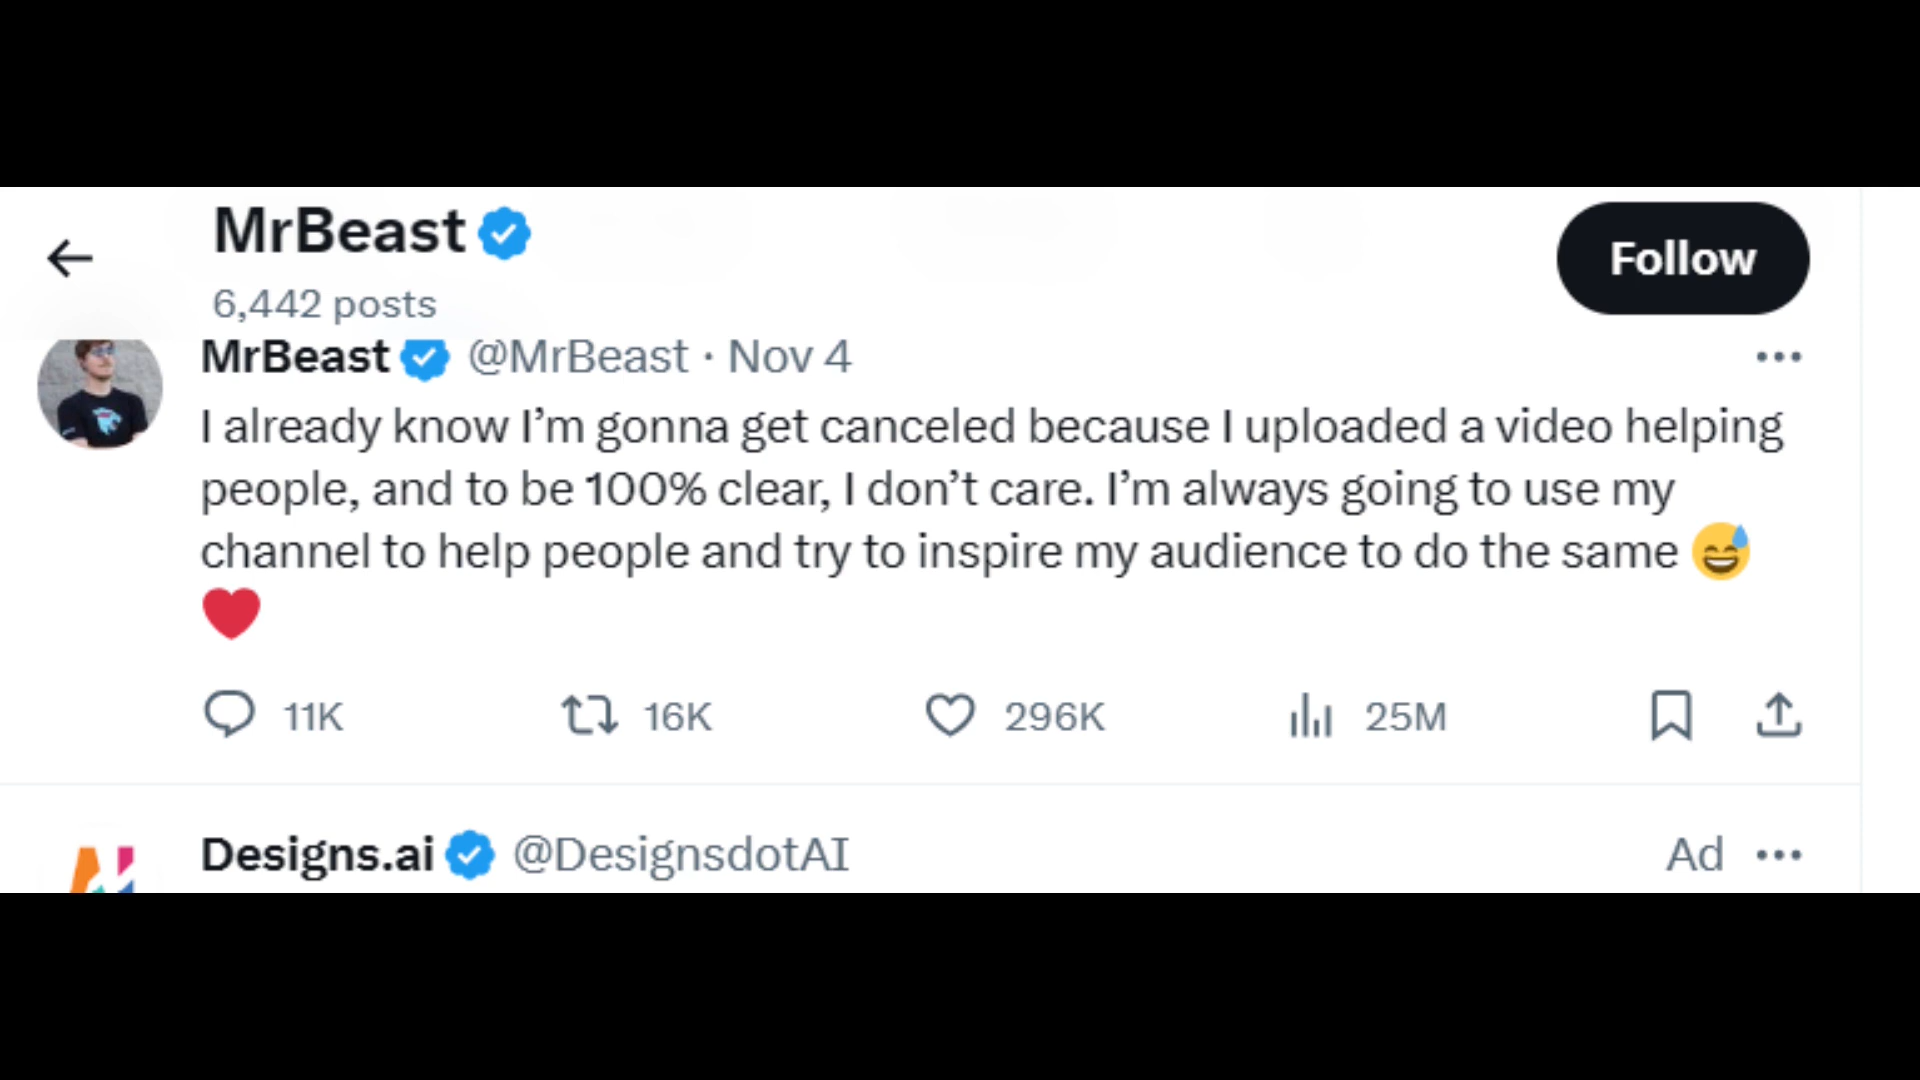 MrBeast
6,442 posts
Follow
MrBeast @MrBeast · Nov 4
I already know I’m gonna get canceled because I uploaded a video helping
people, and to be 100% clear, I don’t care. I’m always going to use my
channel to help people and try to inspire my audience to do the same 😅
❤️
11K 16K 296K 25M
Designs.ai @DesignsdotAI Ad